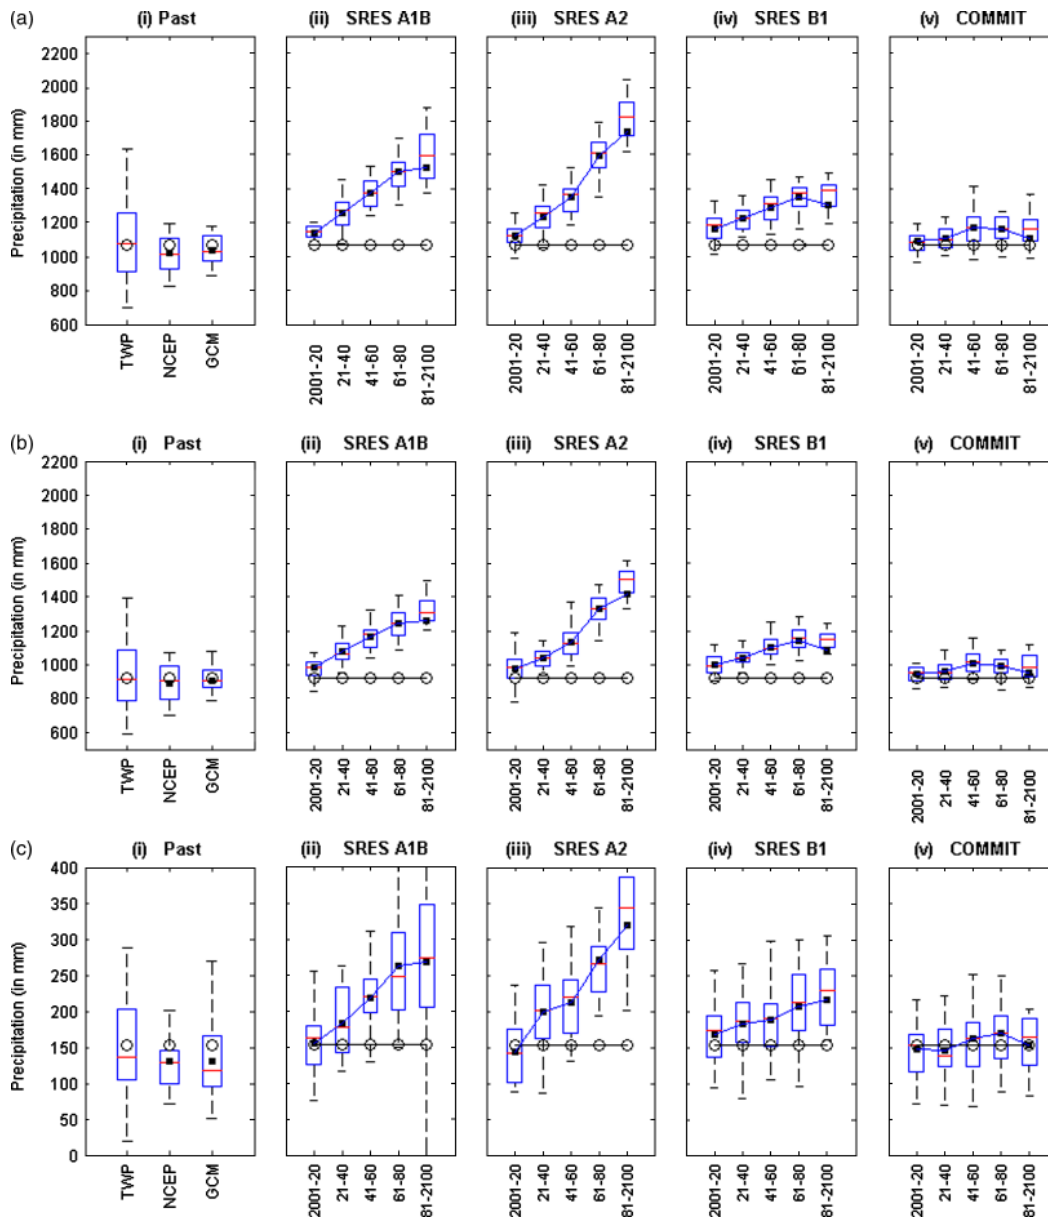 (a)
(i) Past
(ii) SRES A1B
(iii) SRES A2
(iv) SRES B1
(v) COMMIT
Precipitation (in mm)
2200
2000
1800
1600
1400
1200
1000
800
600
TWP
NCEP
GCM
2001-20
21-40
41-60
61-80
81-2100
2001-20
21-40
41-60
61-80
81-2100
2001-20
21-40
41-60
61-80
81-2100
2001-20
21-40
41-60
61-80
81-2100
(b)
(i) Past
(ii) SRES A1B
(iii) SRES A2
(iv) SRES B1
(v) COMMIT
Precipitation (in mm)
2200
2000
1800
1600
1400
1200
1000
800
600
TWP
NCEP
GCM
2001-20
21-40
41-60
61-80
81-2100
2001-20
21-40
41-60
61-80
81-2100
2001-20
21-40
41-60
61-80
81-2100
2001-20
21-40
41-60
61-80
81-2100
(c)
(i) Past
(ii) SRES A1B
(iii) SRES A2
(iv) SRES B1
(v) COMMIT
Precipitation (in mm)
400
350
300
250
200
150
100
50
0
TWP
NCEP
GCM
2001-20
21-40
41-60
61-80
81-2100
2001-20
21-40
41-60
61-80
81-2100
2001-20
21-40
41-60
61-80
81-2100
2001-20
21-40
41-60
61-80
81-2100